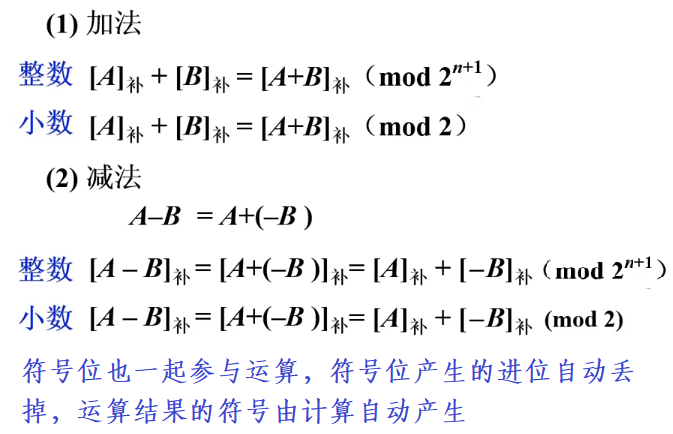 (1) 加法
整数 [A]补 + [B]补 = [A+B]补（mod 2^{n+1}）
小数 [A]补 + [B]补 = [A+B]补（mod 2）
(2) 减法
A–B = A+(–B )
整数 [A – B]补= [A+(–B )]补= [A]补 + [–B]补（mod 2^{n+1}）
小数 [A – B]补= [A+(–B )]补= [A]补 + [–B]补 (mod 2)
符号位也一起参与运算，符号位产生的进位自动丢
掉，运算结果的符号由计算自动产生